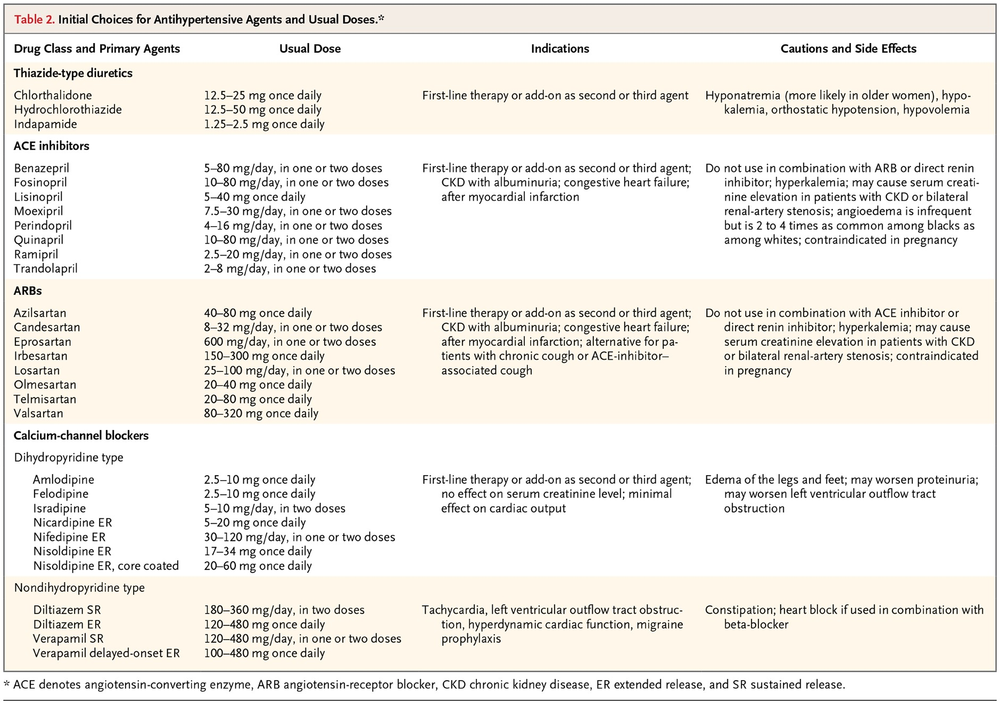 Table 2. Initial Choices for Antihypertensive Agents and Usual Doses.*
Drug Class and Primary Agents Usual Dose Indications Cautions and Side Effects
Thiazide-type diuretics
Chlorthalidone 12.5–25 mg once daily First-line therapy or add-on as second or third agent Hyponatremia (more likely in older women), hypo-
Hydrochlorothiazide 12.5–50 mg once daily kalemia, orthostatic hypotension, hypovolemia
Indapamide 1.25–2.5 mg once daily
ACE inhibitors
Benazepril 5–80 mg/day, in one or two doses First-line therapy or add-on as second or third agent; Do not use in combination with ARB or direct renin
Fosinopril 10–80 mg/day, in one or two doses CKD with albuminuria; congestive heart failure; inhibitor; hyperkalemia; may cause serum creati-
Lisinopril 5–40 mg once daily after myocardial infarction nine elevation in patients with CKD or bilateral
Moexipril 7.5–30 mg/day, in one or two doses renal-artery stenosis; angioedema is infrequent
Perindopril 4–16 mg/day, in one or two doses but is 2 to 4 times as common among blacks as
Quinapril 10–80 mg/day, in one or two doses among whites; contraindicated in pregnancy
Ramipril 2.5–20 mg/day, in one or two doses
Trandolapril 2–8 mg/day, in one or two doses
ARBs
Azilsartan 40–80 mg once daily First-line therapy or add-on as second or third agent; Do not use in combination with ACE inhibitor or
Candesartan 8–32 mg/day, in one or two doses CKD with albuminuria; congestive heart failure; direct renin inhibitor; hyperkalemia; may cause
Eprosartan 600 mg/day, in one or two doses after myocardial infarction; alternative for pa- serum creatinine elevation in patients with CKD
Irbesartan 150–300 mg once daily tients with chronic cough or ACE-inhibitor– or bilateral renal-artery stenosis; contraindicated
Losartan 25–100 mg/day, in one or two doses associated cough in pregnancy
Olmesartan 20–40 mg once daily
Telmisartan 20–80 mg once daily
Valsartan 80–320 mg once daily
Calcium-channel blockers
Dihydropyridine type
Amlodipine 2.5–10 mg once daily First-line therapy or add-on as second or third agent; Edema of the legs and feet; may worsen proteinuria;
Felodipine 2.5–10 mg once daily no effect on serum creatinine level; minimal may worsen left ventricular outflow tract
Isradipine 5–10 mg/day, in two doses effect on cardiac output obstruction
Nicardipine ER 5–20 mg once daily
Nifedipine ER 30–120 mg/day, in one or two doses
Nisoldipine ER 17–34 mg once daily
Nisoldipine ER, core coated 20–60 mg once daily
Nondihydropyridine type
Diltiazem SR 180–360 mg/day, in two doses Tachycardia, left ventricular outflow tract obstruc- Constipation; heart block if used in combination with
Diltiazem ER 120–480 mg once daily tion, hyperdynamic cardiac function, migraine beta-blocker
Verapamil SR 120–480 mg/day, in one or two doses prophylaxis
Verapamil delayed-onset ER 100–480 mg once daily
* ACE denotes angiotensin-converting enzyme, ARB angiotensin-receptor blocker, CKD chronic kidney disease, ER extended release, and SR sustained release.